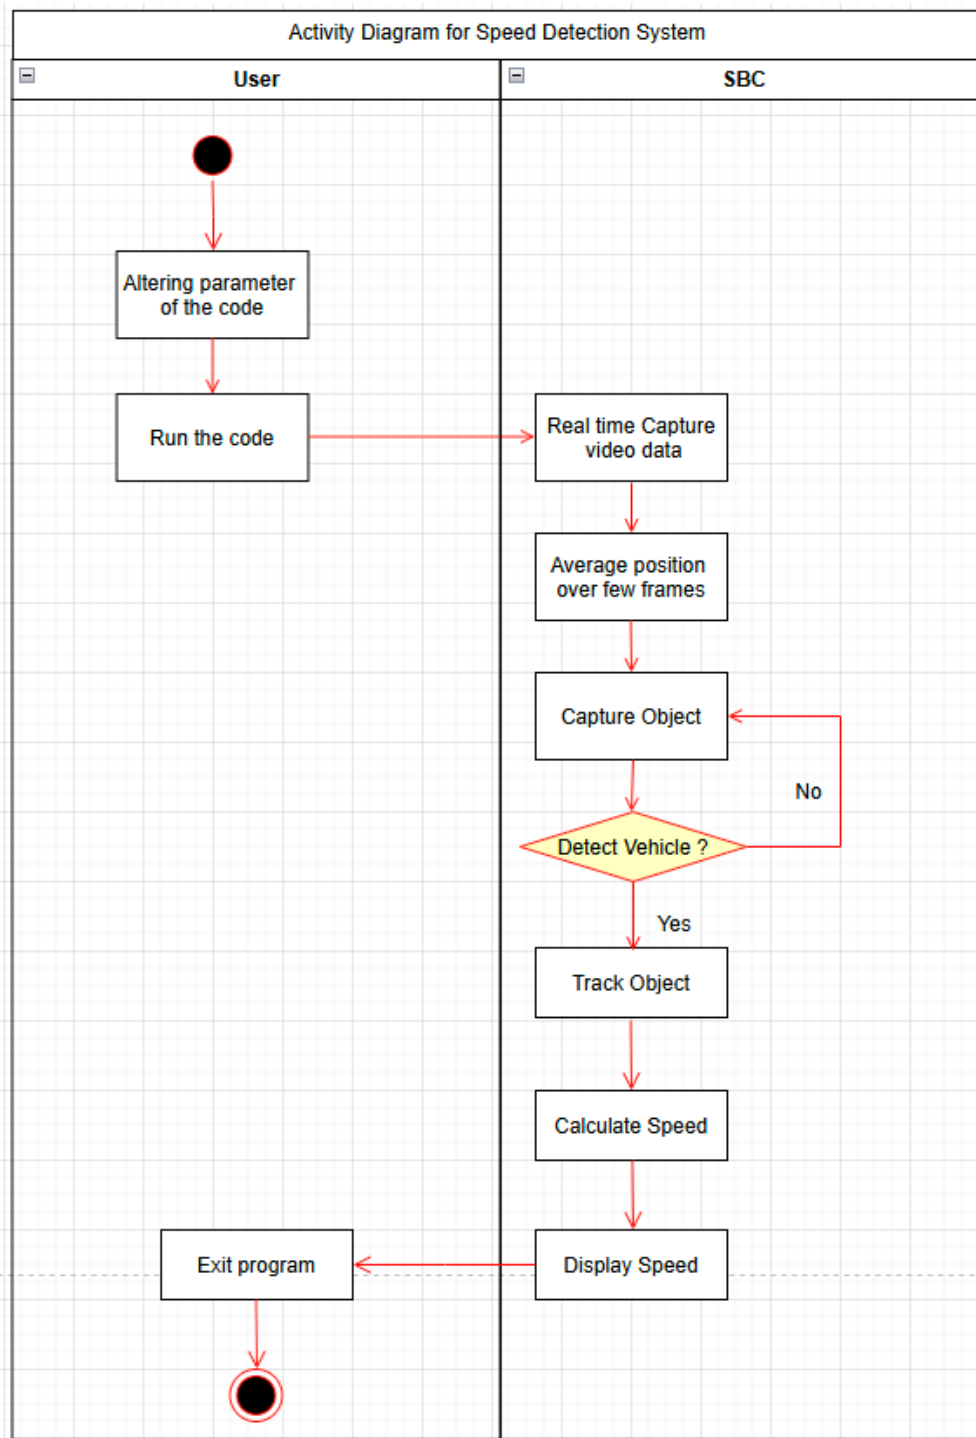 Activity Diagram for Speed Detection System
User
SBC
Altering parameter
of the code
Run the code
Real time Capture
video data
Average position
over few frames
Capture Object
No
Detect Vehicle ?
Yes
Track Object
Calculate Speed
Exit program
Display Speed